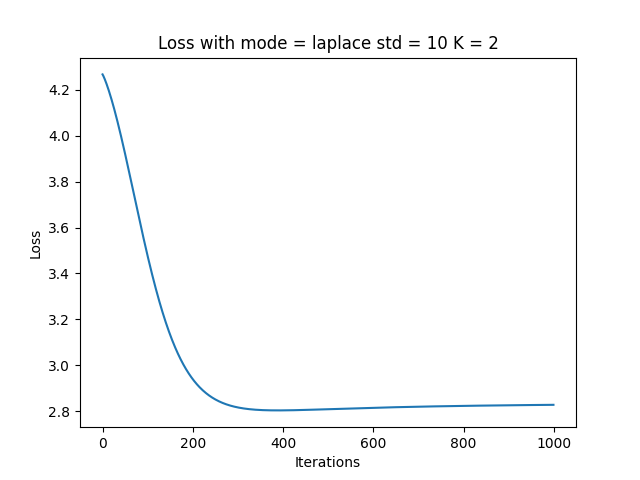 Loss with mode = laplace std = 10 K = 2
4.2
4.0
3.8
3.6
3.4
3.2
3.0
2.8
Loss
0 200 400 600 800 1000
Iterations